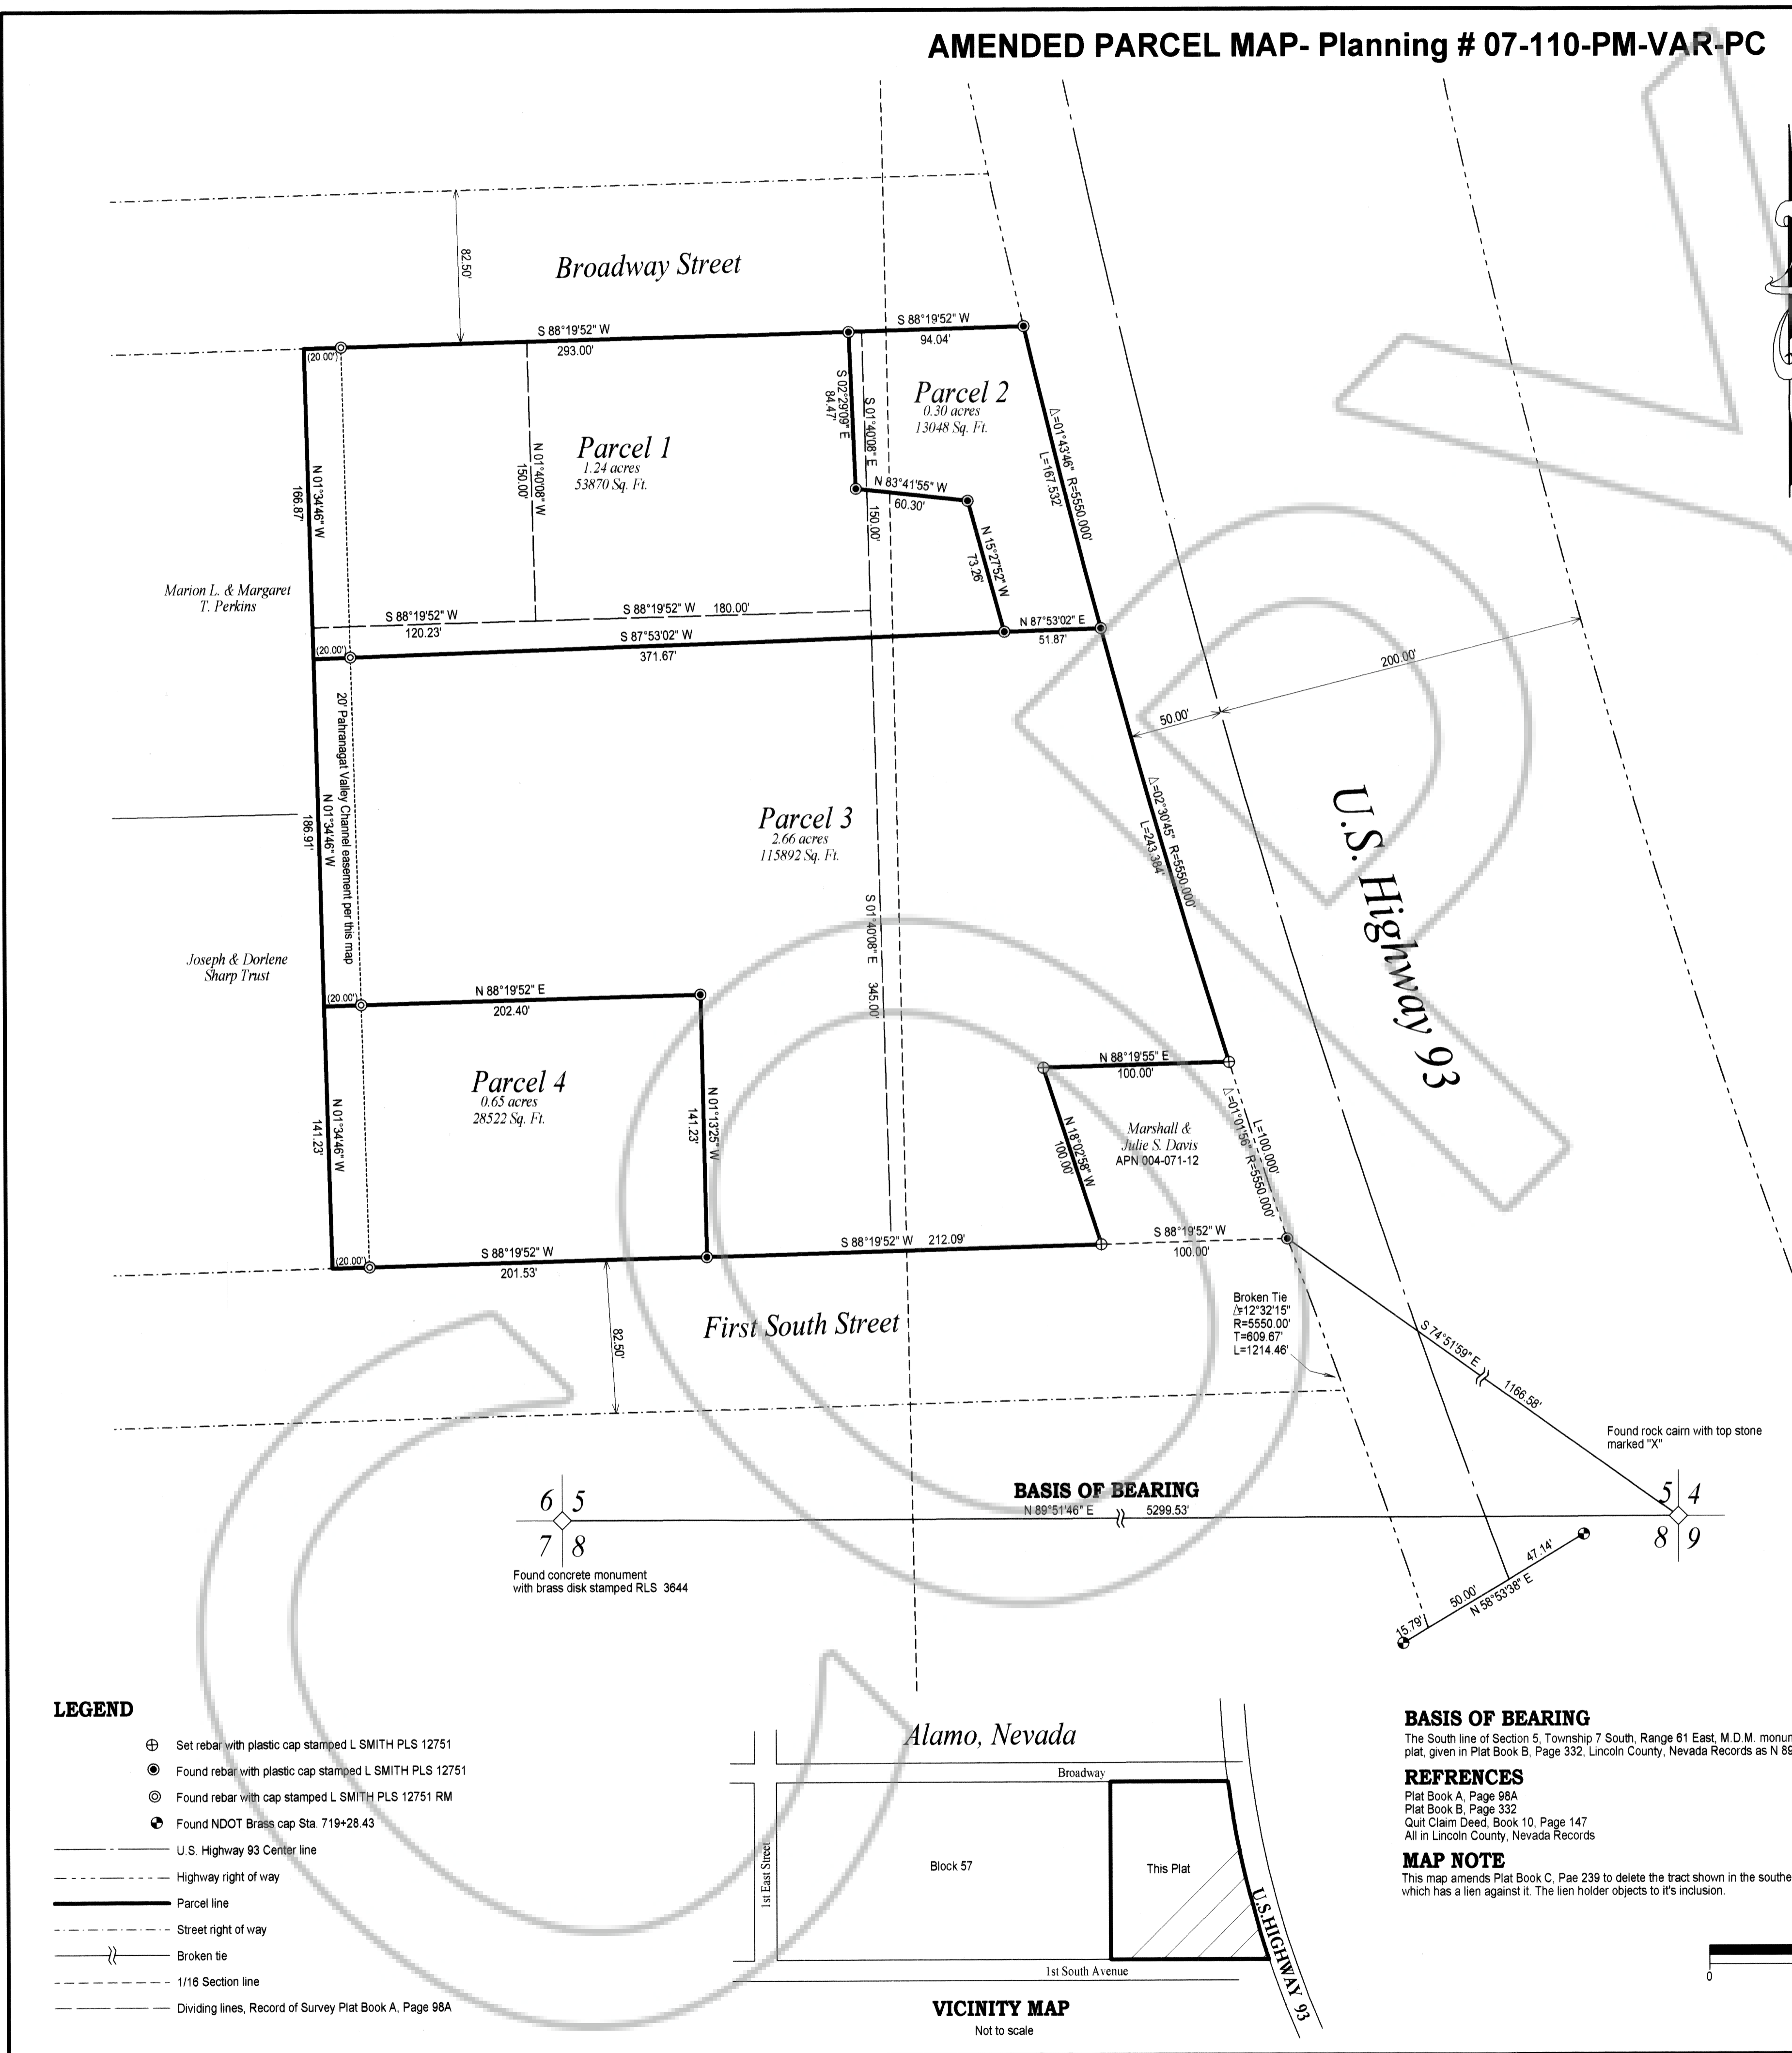 AMENDED PARCEL MAP- Planning # 07-110-PM-VAR-PC
82.50'
Broadway Street
S 88°19'52" W
293.00'
S 88°19'52" W
94.04'
(20.00')
Parcel 1
1.24 acres
53870 Sq. Ft.
N 01°40'08" W
150.00'
S 02°29'09" E
84.47'
S 01°40'08" E
150.00'
Parcel 2
0.30 acres
13048 Sq. Ft.
Δ=01°43'46" R=5550.000'
L=167.532'
N 83°41'55" W
60.30'
N 15°27'52" W
73.26'
N 01°34'46" W
166.87'
Marion L. & Margaret
T. Perkins
S 88°19'52" W
120.23'
S 88°19'52" W 180.00'
S 87°53'02" W
371.67'
N 87°53'02" E
51.87'
(20.00')
200.00'
50.00'
20' Pahranagat Valley Channel easement per this map
N 01°34'46" W
186.91'
Parcel 3
2.66 acres
115892 Sq. Ft.
S 01°40'08" E 345.00'
Δ=02°30'45" R=5550.000'
L=243.384'
U.S. Highway 93
Joseph & Dorlene
Sharp Trust
(20.00')
N 88°19'52" E
202.40'
Parcel 4
0.65 acres
28522 Sq. Ft.
N 01°34'46" W
141.23'
N 01°13'25" W
141.23'
N 88°19'55" E
100.00'
N 18°02'58" W
100.00'
Marshall &
Julie S. Davis
APN 004-071-12
L=100.000'
Δ=01°01'56" R=5550.000'
(20.00')
S 88°19'52" W
201.53'
S 88°19'52" W 212.09'
S 88°19'52" W
100.00'
First South Street
82.50'
Broken Tie
Δ=12°32'15"
R=5550.00'
T=609.67'
L=1214.46'
S 74°51'59" E
1166.58'
Found rock cairn with top stone
marked "X"
6 5
7 8
BASIS OF BEARING
N 89°51'46" E 5299.53'
5 4
8 9
Found concrete monument
with brass disk stamped RLS 3644
47.14'
50.00'
15.79'
N 58°53'38" E
LEGEND
Set rebar with plastic cap stamped L SMITH PLS 12751
Found rebar with plastic cap stamped L SMITH PLS 12751
Found rebar with cap stamped L SMITH PLS 12751 RM
Found NDOT Brass cap Sta. 719+28.43
U.S. Highway 93 Center line
Highway right of way
Parcel line
Street right of way
Broken tie
1/16 Section line
Dividing lines, Record of Survey Plat Book A, Page 98A
Alamo, Nevada
Broadway
1st East Street
Block 57
This Plat
U.S.HIGHWAY 93
1st South Avenue
VICINITY MAP
Not to scale
BASIS OF BEARING
The South line of Section 5, Township 7 South, Range 61 East, M.D.M. monun
plat, given in Plat Book B, Page 332, Lincoln County, Nevada Records as N 89
REFRENCES
Plat Book A, Page 98A
Plat Book B, Page 332
Quit Claim Deed, Book 10, Page 147
All in Lincoln County, Nevada Records
MAP NOTE
This map amends Plat Book C, Pae 239 to delete the tract shown in the southe
which has a lien against it. The lien holder objects to it's inclusion.
0
COPY